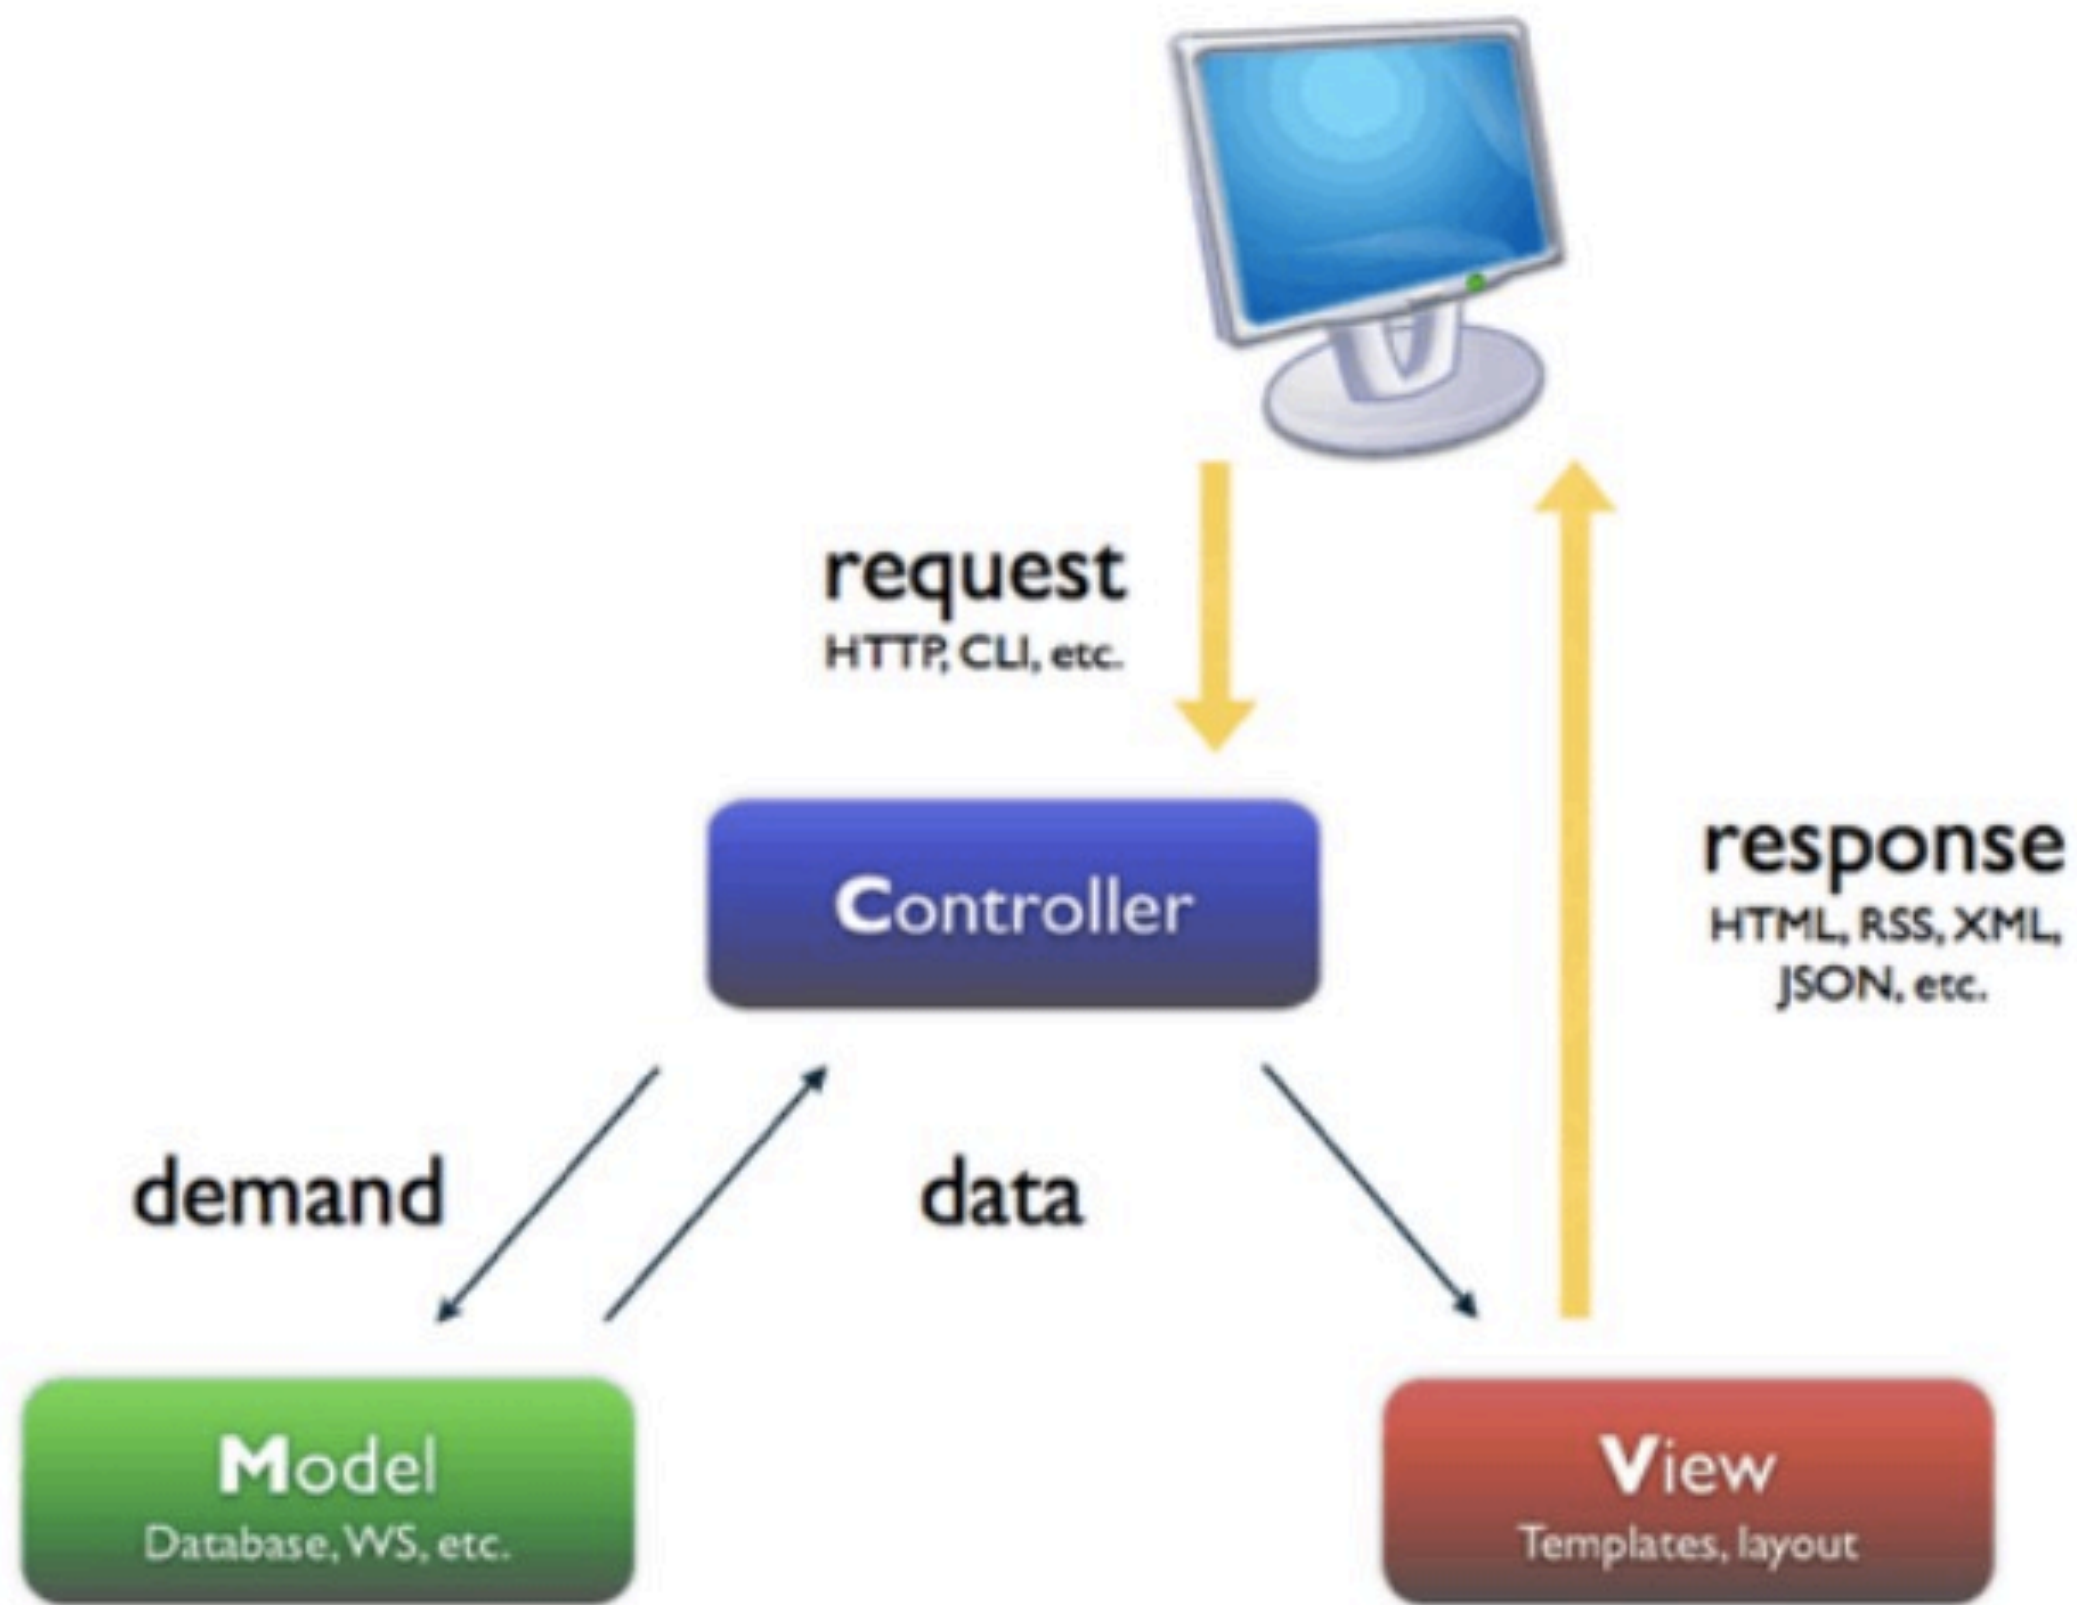 request
HTTP, CLI, etc.
Controller
response
HTML, RSS, XML,
JSON, etc.
demand
data
Model
Database, WS, etc.
View
Templates, layout